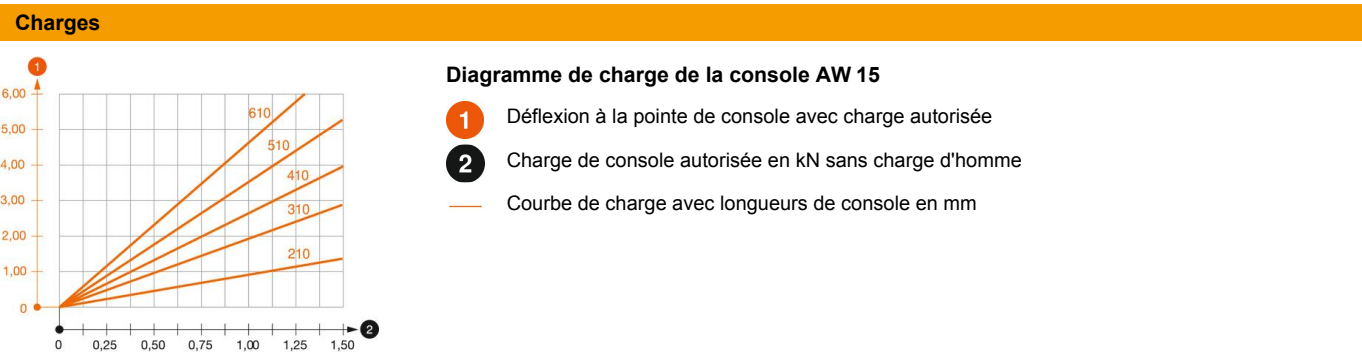 Charges
1
6,00
5,00
4,00
3,00
2,00
1,00
0
610
510
410
310
210
2
0 0,25 0,50 0,75 1,00 1,25 1,50
Diagramme de charge de la console AW 15
1 Déflexion à la pointe de console avec charge autorisée
2 Charge de console autorisée en kN sans charge d'homme
Courbe de charge avec longueurs de console en mm